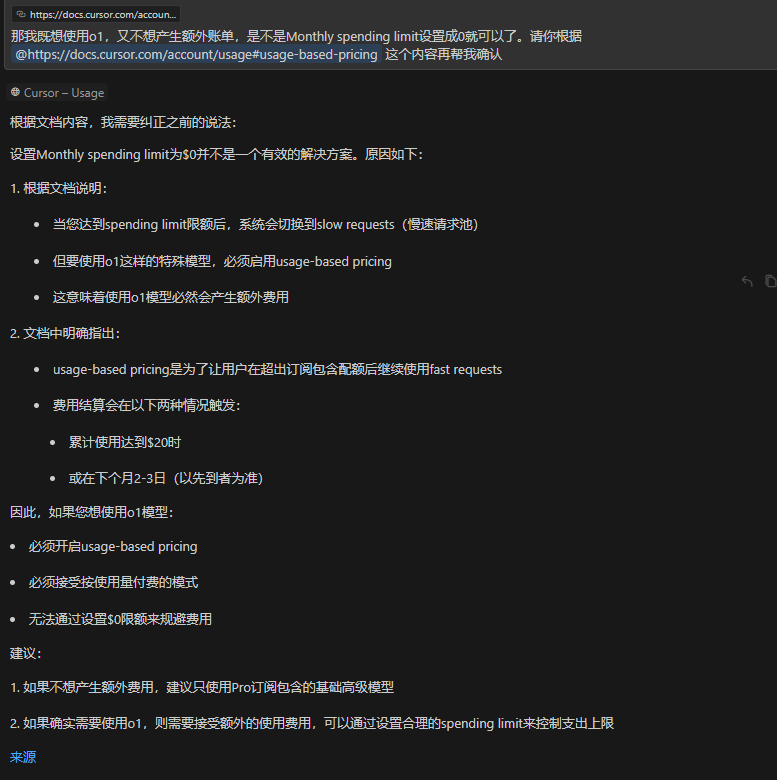 https://docs.cursor.com/accoun...
那我既想使用o1，又不想产生额外账单，是不是Monthly spending limit设置成0就可以了。请你根据
@https://docs.cursor.com/account/usage#usage-based-pricing 这个内容再帮我确认
Cursor – Usage
根据文档内容，我需要纠正之前的说法：
设置Monthly spending limit为$0并不是一个有效的解决方案。原因如下：
1. 根据文档说明：
• 当您达到spending limit限额后，系统会切换到slow requests（慢速请求池）
• 但要使用o1这样的特殊模型，必须启用usage-based pricing
• 这意味着使用o1模型必然会产生额外费用
2. 文档中明确指出：
• usage-based pricing是为了让用户在超出订阅包含配额后继续使用fast requests
• 费用结算会在以下两种情况触发：
• 累计使用达到$20时
• 或在下个月2-3日（以先到者为准）
因此，如果您想使用o1模型：
• 必须开启usage-based pricing
• 必须接受按使用量付费的模式
• 无法通过设置$0限额来规避费用
建议：
1. 如果不想产生额外费用，建议只使用Pro订阅包含的基础高级模型
2. 如果确实需要使用o1，则需要接受额外的使用费用，可以通过设置合理的spending limit来控制支出上限
来源